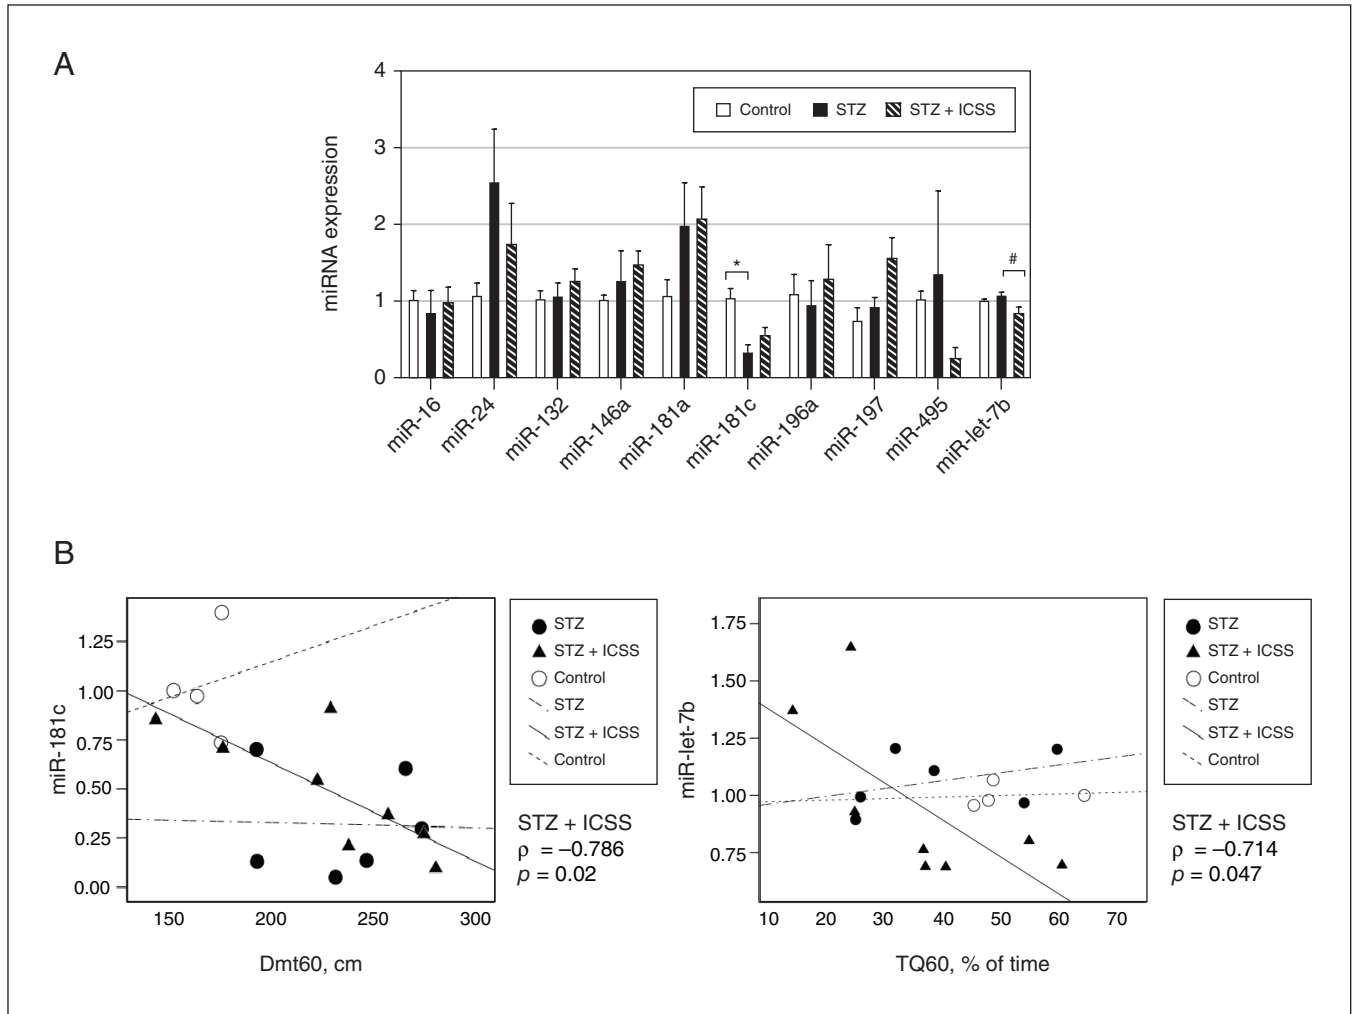 A
4
3
2
1
0
miRNA expression
Control STZ STZ + ICSS
*
#
miR-16
miR-24
miR-132
miR-146a
miR-181a
miR-181c
miR-196a
miR-197
miR-495
miR-let-7b
B
1.25
1.00
0.75
0.50
0.25
0.00
miR-181c
150 200 250 300
Dmt60, cm
STZ
STZ + ICSS
Control
STZ
STZ + ICSS
Control
STZ + ICSS
ρ = –0.786
p = 0.02
1.75
1.50
1.25
1.00
0.75
miR-let-7b
10 20 30 40 50 60 70
TQ60, % of time
STZ
STZ + ICSS
Control
STZ
STZ + ICSS
Control
STZ + ICSS
ρ = –0.714
p = 0.047